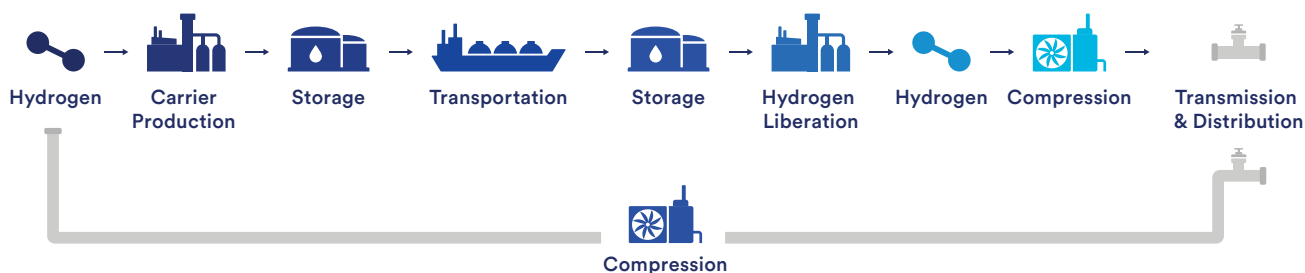 Hydrogen
Carrier
Production
Storage
Transportation
Storage
Hydrogen
Liberation
Hydrogen
Compression
Transmission
& Distribution
Compression